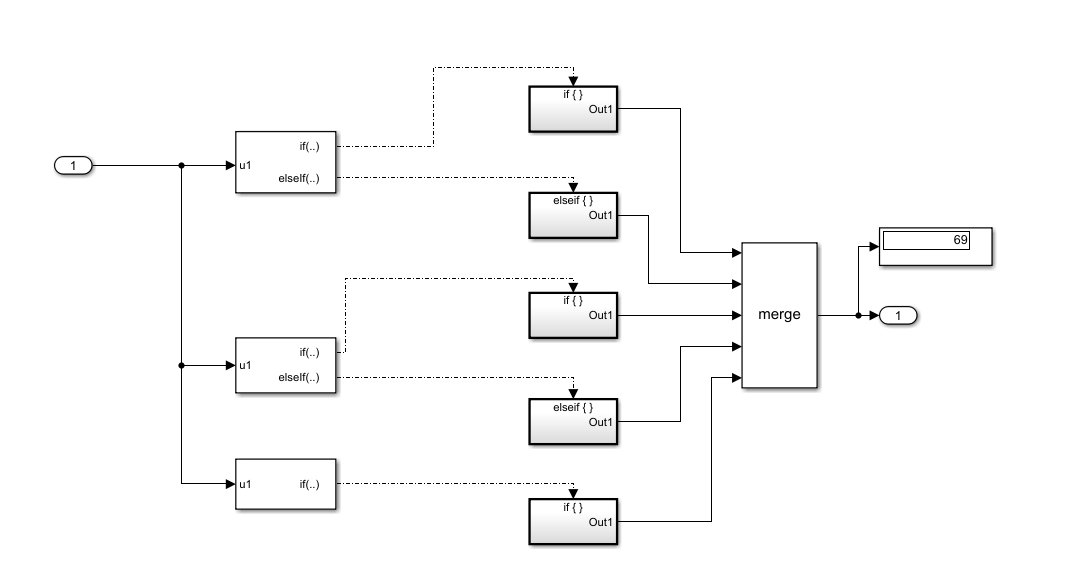 if { }
Out1
if(..)
1
u1
elseIf(..)
elseif { }
Out1
69
if { }
merge
Out1
1
if(..)
u1
elseIf(..)
elseif { }
Out1
u1
if(..)
if { }
Out1